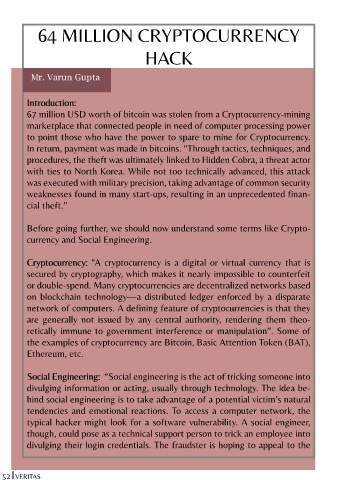 64 MILLION CRYPTOCURRENCY
HACK
Mr. Varun Gupta
Introduction:
67 million USD worth of bitcoin was stolen from a Cryptocurrency-mining
marketplace that connected people in need of computer processing power
to point those who have the power to spare to mine for Cryptocurrency.
In return, payment was made in bitcoins. “Through tactics, techniques, and
procedures, the theft was ultimately linked to Hidden Cobra, a threat actor
with ties to North Korea. While not too technically advanced, this attack
was executed with military precision, taking advantage of common security
weaknesses found in many start-ups, resulting in an unprecedented finan-
cial theft.”
Before going further, we should now understand some terms like Crypto-
currency and Social Engineering.
Cryptocurrency: “A cryptocurrency is a digital or virtual currency that is
secured by cryptography, which makes it nearly impossible to counterfeit
or double-spend. Many cryptocurrencies are decentralized networks based
on blockchain technology—a distributed ledger enforced by a disparate
network of computers. A defining feature of cryptocurrencies is that they
are generally not issued by any central authority, rendering them theo-
retically immune to government interference or manipulation”. Some of
the examples of cryptocurrency are Bitcoin, Basic Attention Token (BAT),
Ethereum, etc.
Social Engineering: “Social engineering is the act of tricking someone into
divulging information or acting, usually through technology. The idea be-
hind social engineering is to take advantage of a potential victim’s natural
tendencies and emotional reactions. To access a computer network, the
typical hacker might look for a software vulnerability. A social engineer,
though, could pose as a technical support person to trick an employee into
divulging their login credentials. The fraudster is hoping to appeal to the
52|VERITAS